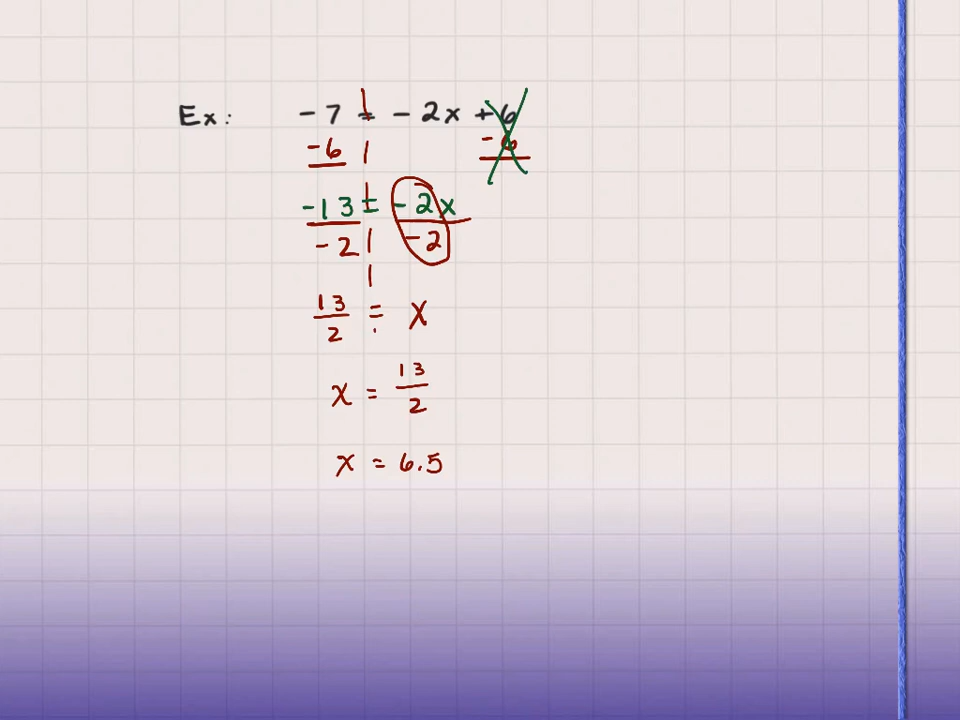 Ex: -7 = -2x +6
-6 -6
-13 = -2x
-2 -2
13/2 = x
x = 13/2
x = 6.5